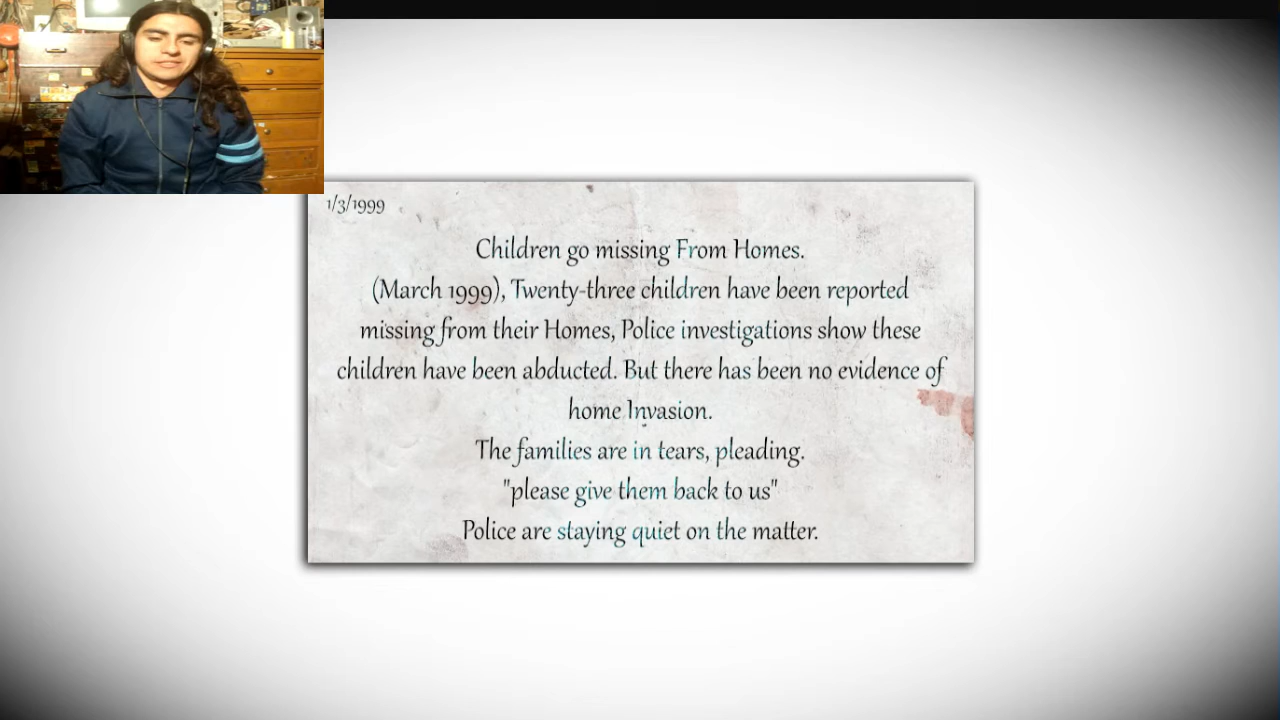 1/3/1999
Children go missing From Homes.
(March 1999), Twenty-three children have been reported
missing from their Homes, Police investigations show these
children have been abducted. But there has been no evidence of
home Invasion.
The families are in tears, pleading.
"please give them back to us"
Police are staying quiet on the matter.